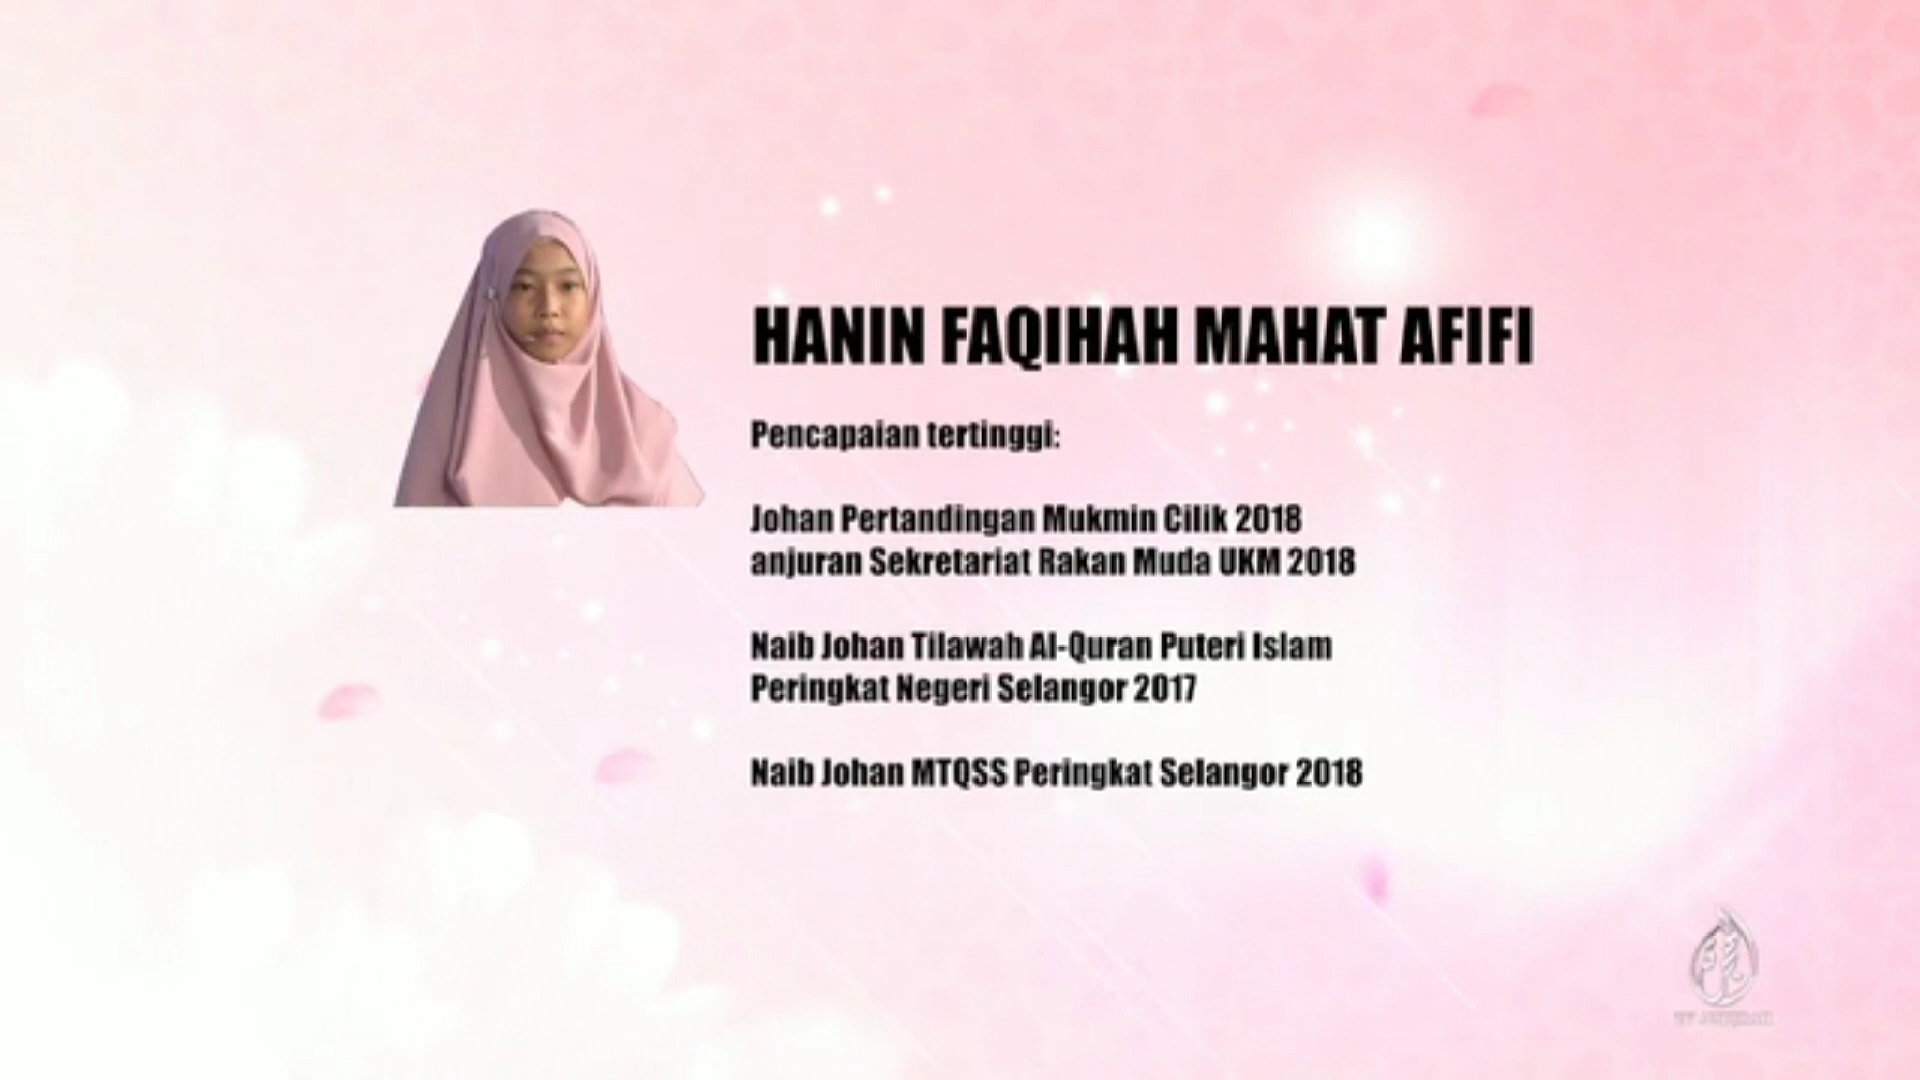 HANIN FAQIHAH MAHAT AFIFI
Pencapaian tertinggi:
Johan Pertandingan Mukmin Cilik 2018
anjuran Sekretariat Rakan Muda UKM 2018
Naib Johan Tilawah Al-Quran Puteri Islam
Peringkat Negeri Selangor 2017
Naib Johan MTQSS Peringkat Selangor 2018